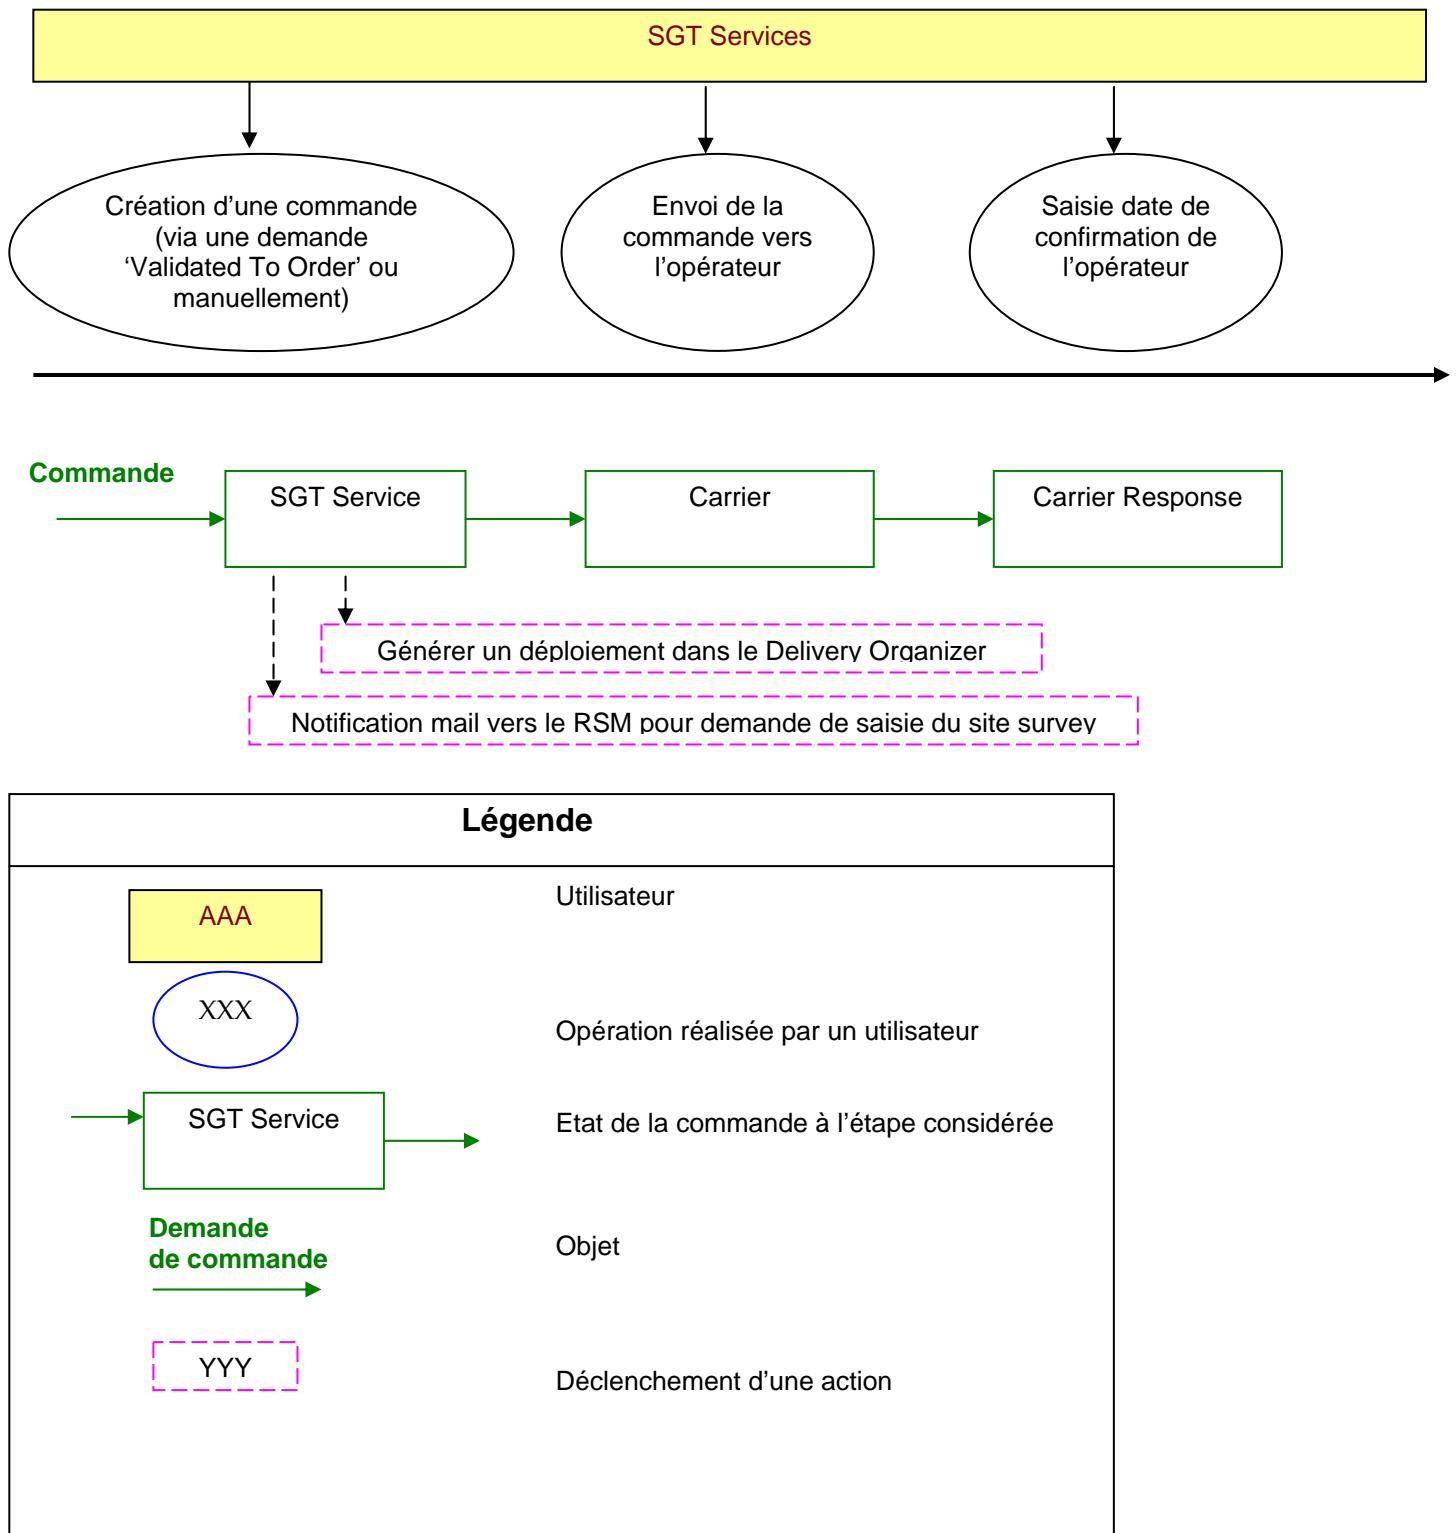 SGT Services
Création d’une commande
(via une demande
‘Validated To Order’ ou
manuellement)
Envoi de la
commande vers
l’opérateur
Saisie date de
confirmation de
l’opérateur
Commande
SGT Service
Carrier
Carrier Response
Générer un déploiement dans le Delivery Organizer
Notification mail vers le RSM pour demande de saisie du site survey
Légende
AAA
Utilisateur
XXX
Opération réalisée par un utilisateur
SGT Service
Etat de la commande à l’étape considérée
Demande
de commande
Objet
YYY
Déclenchement d’une action